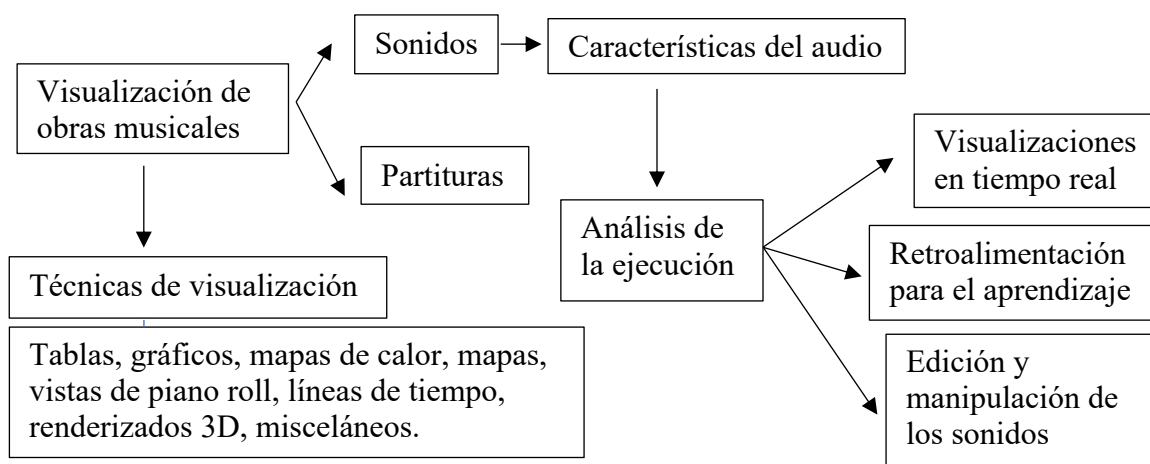 Sonidos
Características del audio
Visualización de
obras musicales
Partituras
Visualizaciones
en tiempo real
Análisis de
la ejecución
Retroalimentación
para el aprendizaje
Técnicas de visualización
Tablas, gráficos, mapas de calor, mapas,
vistas de piano roll, líneas de tiempo,
renderizados 3D, misceláneos.
Edición y
manipulación de
los sonidos